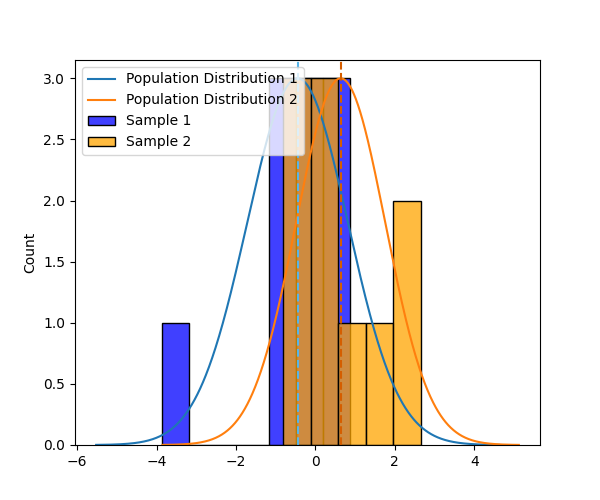 Population Distribution 1
Population Distribution 2
Sample 1
Sample 2
Count
3.0
2.5
2.0
1.5
1.0
0.5
0.0
−6 −4 −2 0 2 4